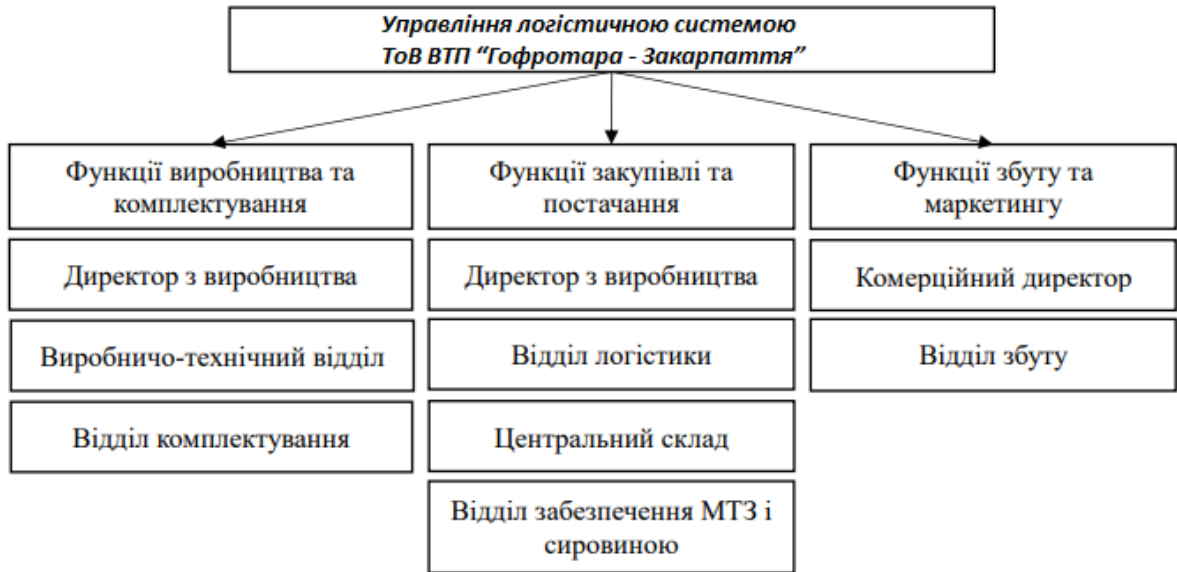 Управління логістичною системою
ТоВ ВТП “Гофротара - Закарпаття”
Функції виробництва та
комплектування
Директор з виробництва
Виробничо-технічний відділ
Відділ комплектування
Функції закупівлі та
постачання
Директор з виробництва
Відділ логістики
Центральний склад
Відділ забезпечення МТЗ і
сировиною
Функції збуту та
маркетингу
Комерційний директор
Відділ збуту